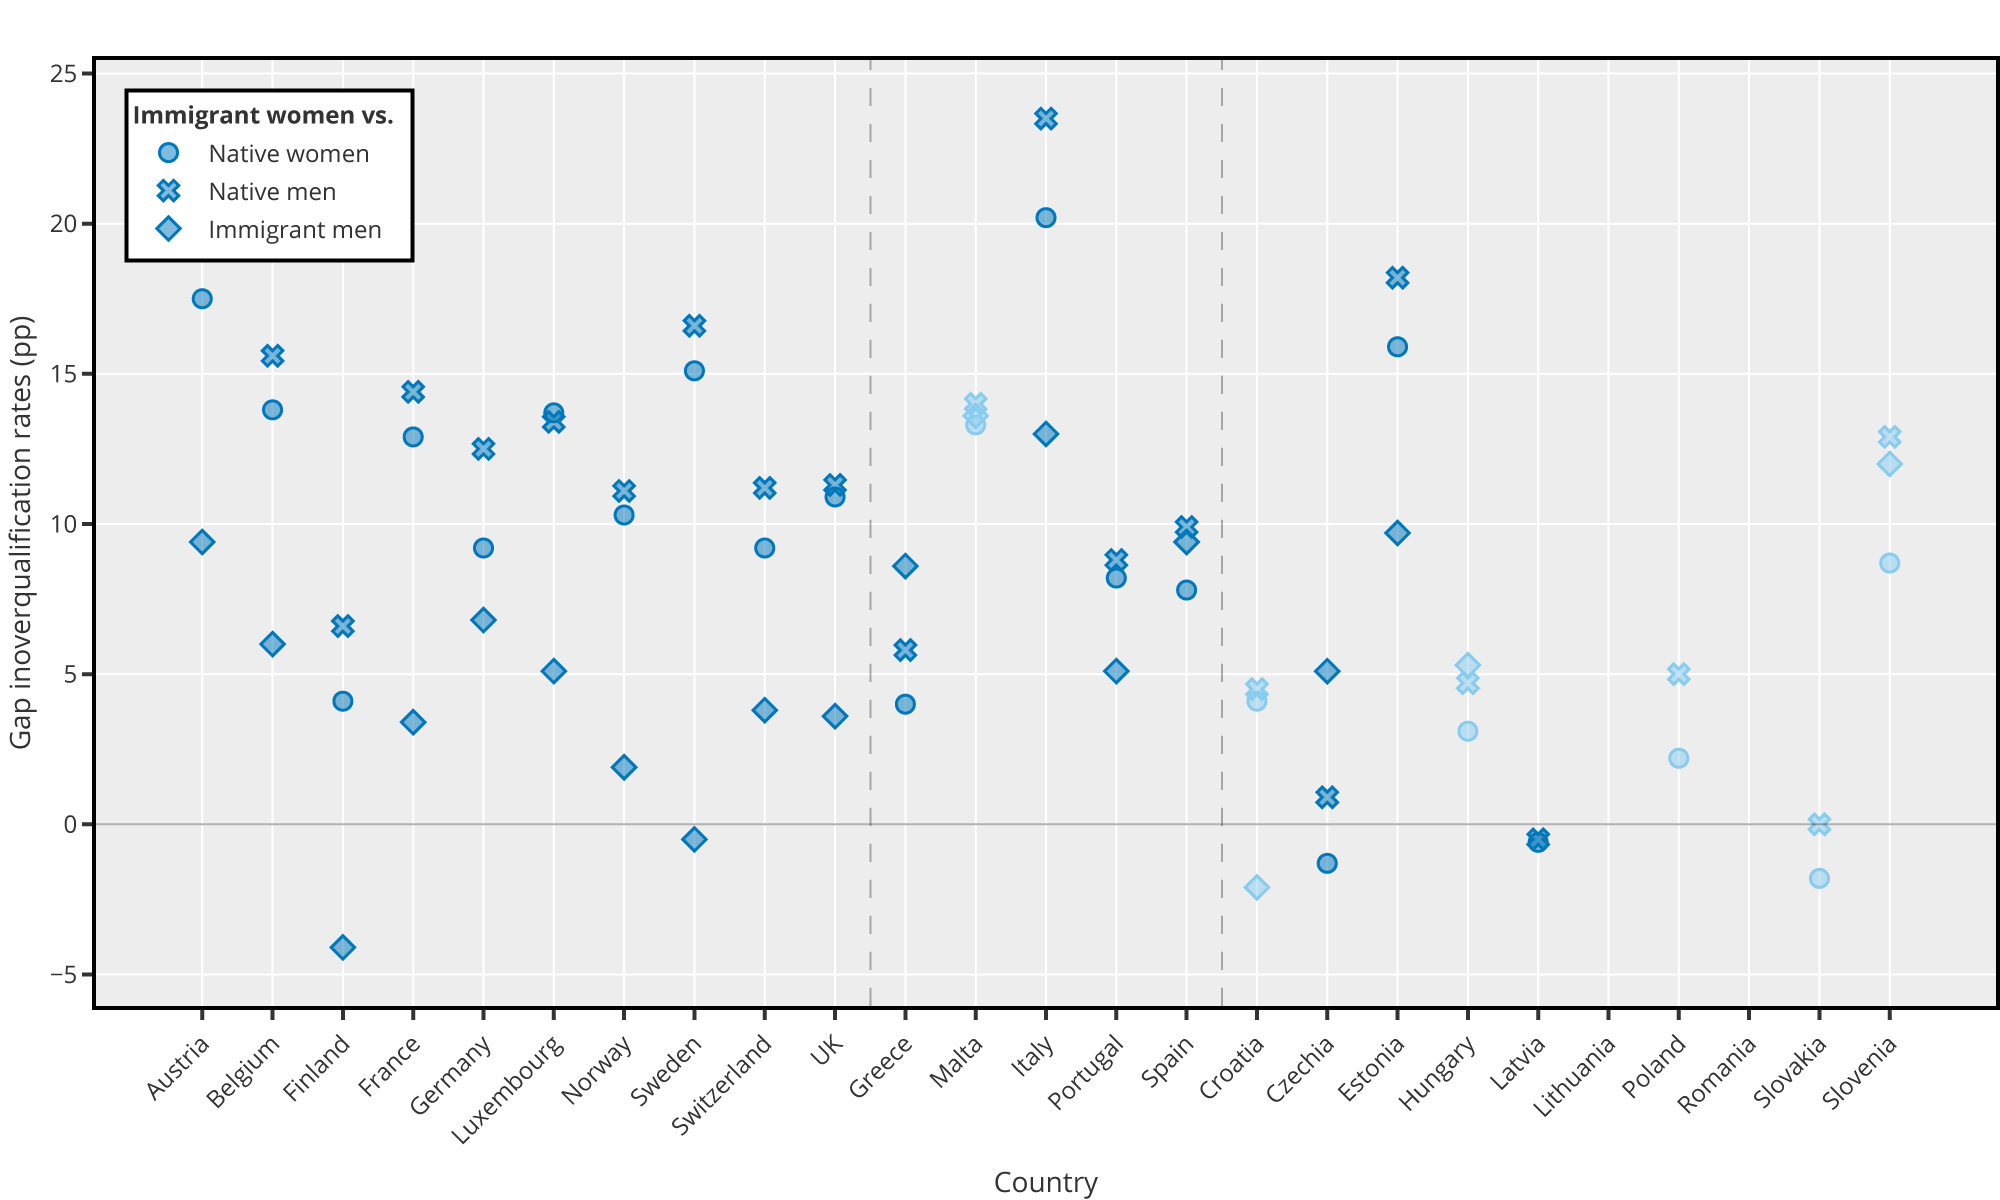 25
20
15
10
5
0
−5
Gap inoverqualification rates (pp)
Immigrant women vs.
Native women
Native men
Immigrant men
Austria
Belgium
Finland
France
Germany
Luxembourg
Norway
Sweden
Switzerland
UK
Greece
Malta
Italy
Portugal
Spain
Croatia
Czechia
Estonia
Hungary
Latvia
Lithuania
Poland
Romania
Slovakia
Slovenia
Country